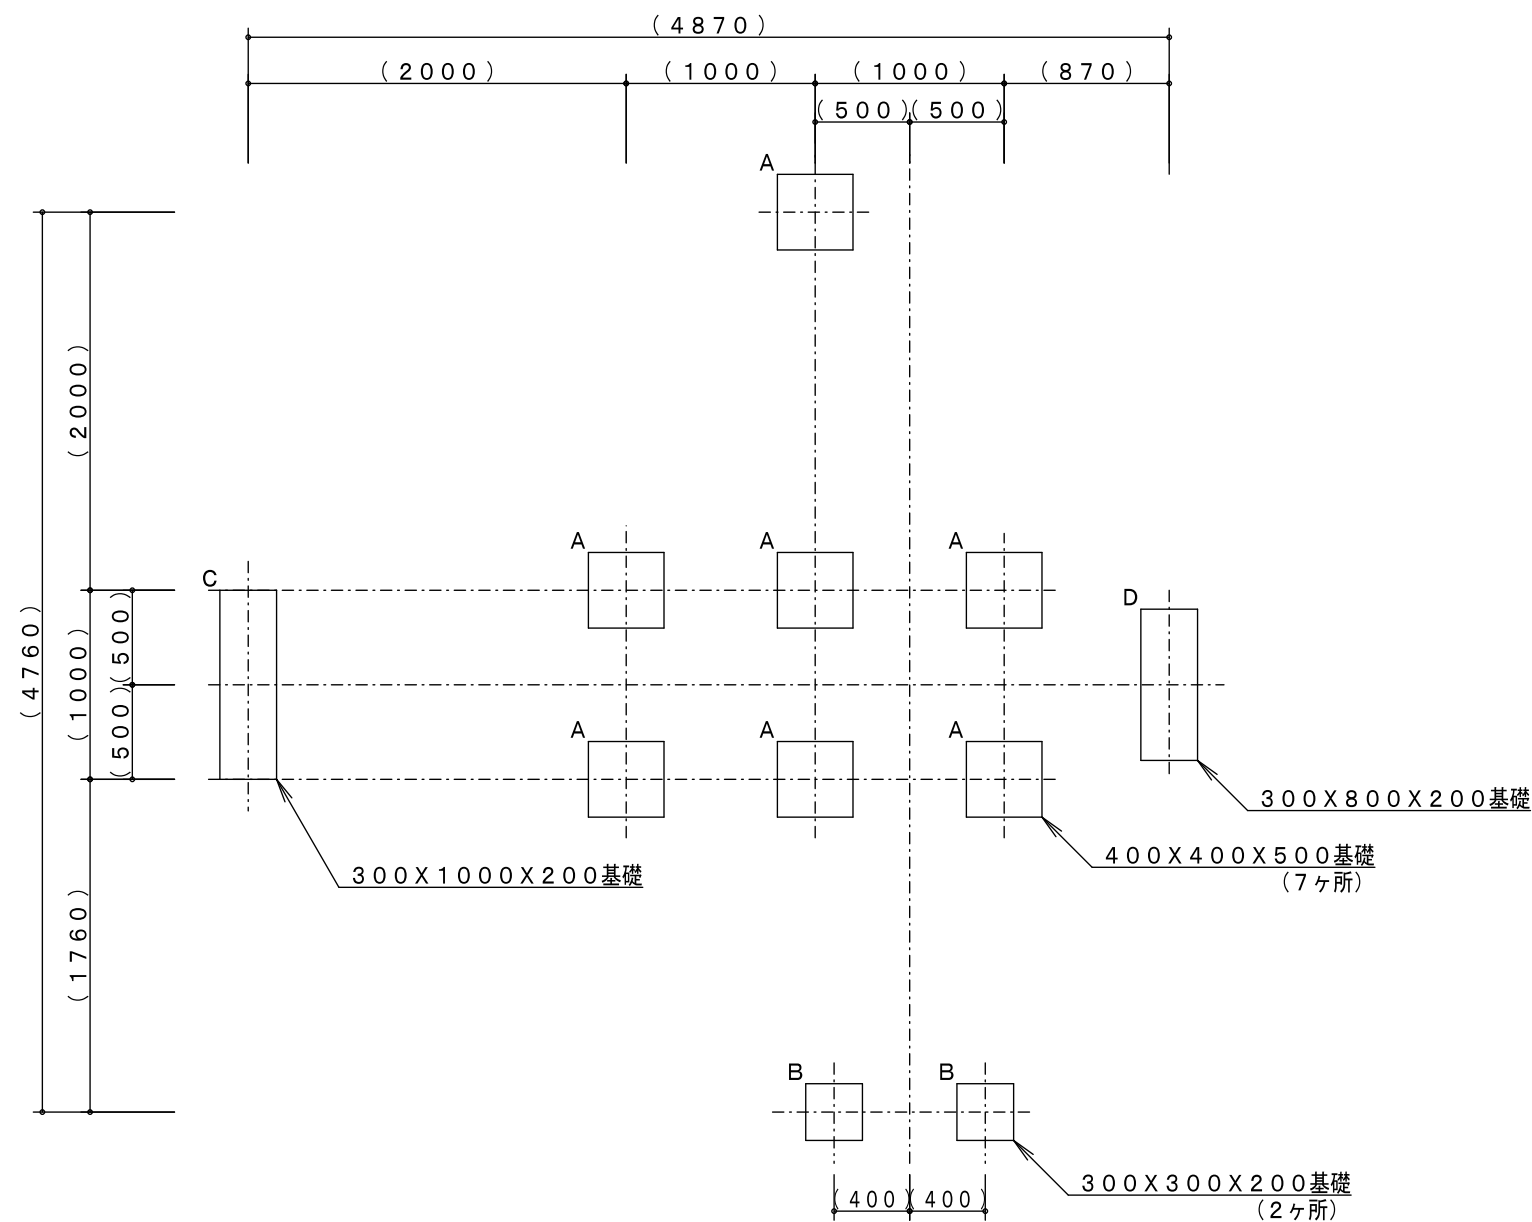 （4870）
（2000）
（1000）
（1000）
（870）
（500）
（500）
A
（2000）
A
A
A
C
D
（4760）
（1000）
（500）
（500）
A
A
A
300X800X200基礎
400X400X500基礎
（7ヶ所）
300X1000X200基礎
（1760）
B
B
300X300X200基礎
（2ヶ所）
（400）
（400）